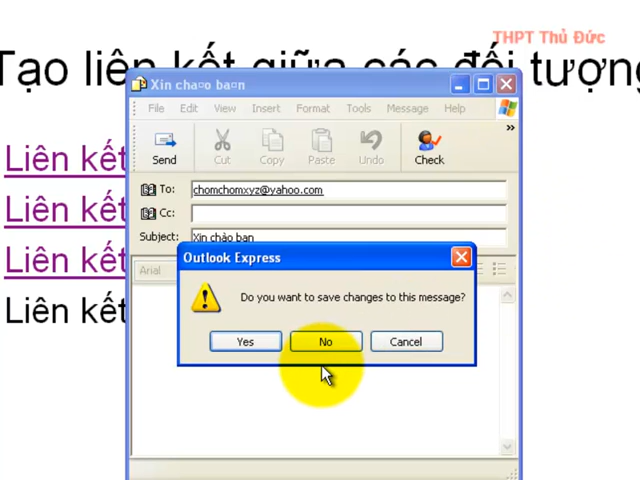 THPT Thủ Đức
Tạo liên kết giữa các đối tượng
Xin cha¤o ba¤n
File Edit View Insert Format Tools Message Help
Send Cut Copy Paste Undo Check »
Liên kết
Liên kết
Liên kết
Liên kết
To: chomchomxyz@yahoo.com
Cc:
Subject: Xin chào bạn
Arial
Outlook Express
Do you want to save changes to this message?
Yes No Cancel